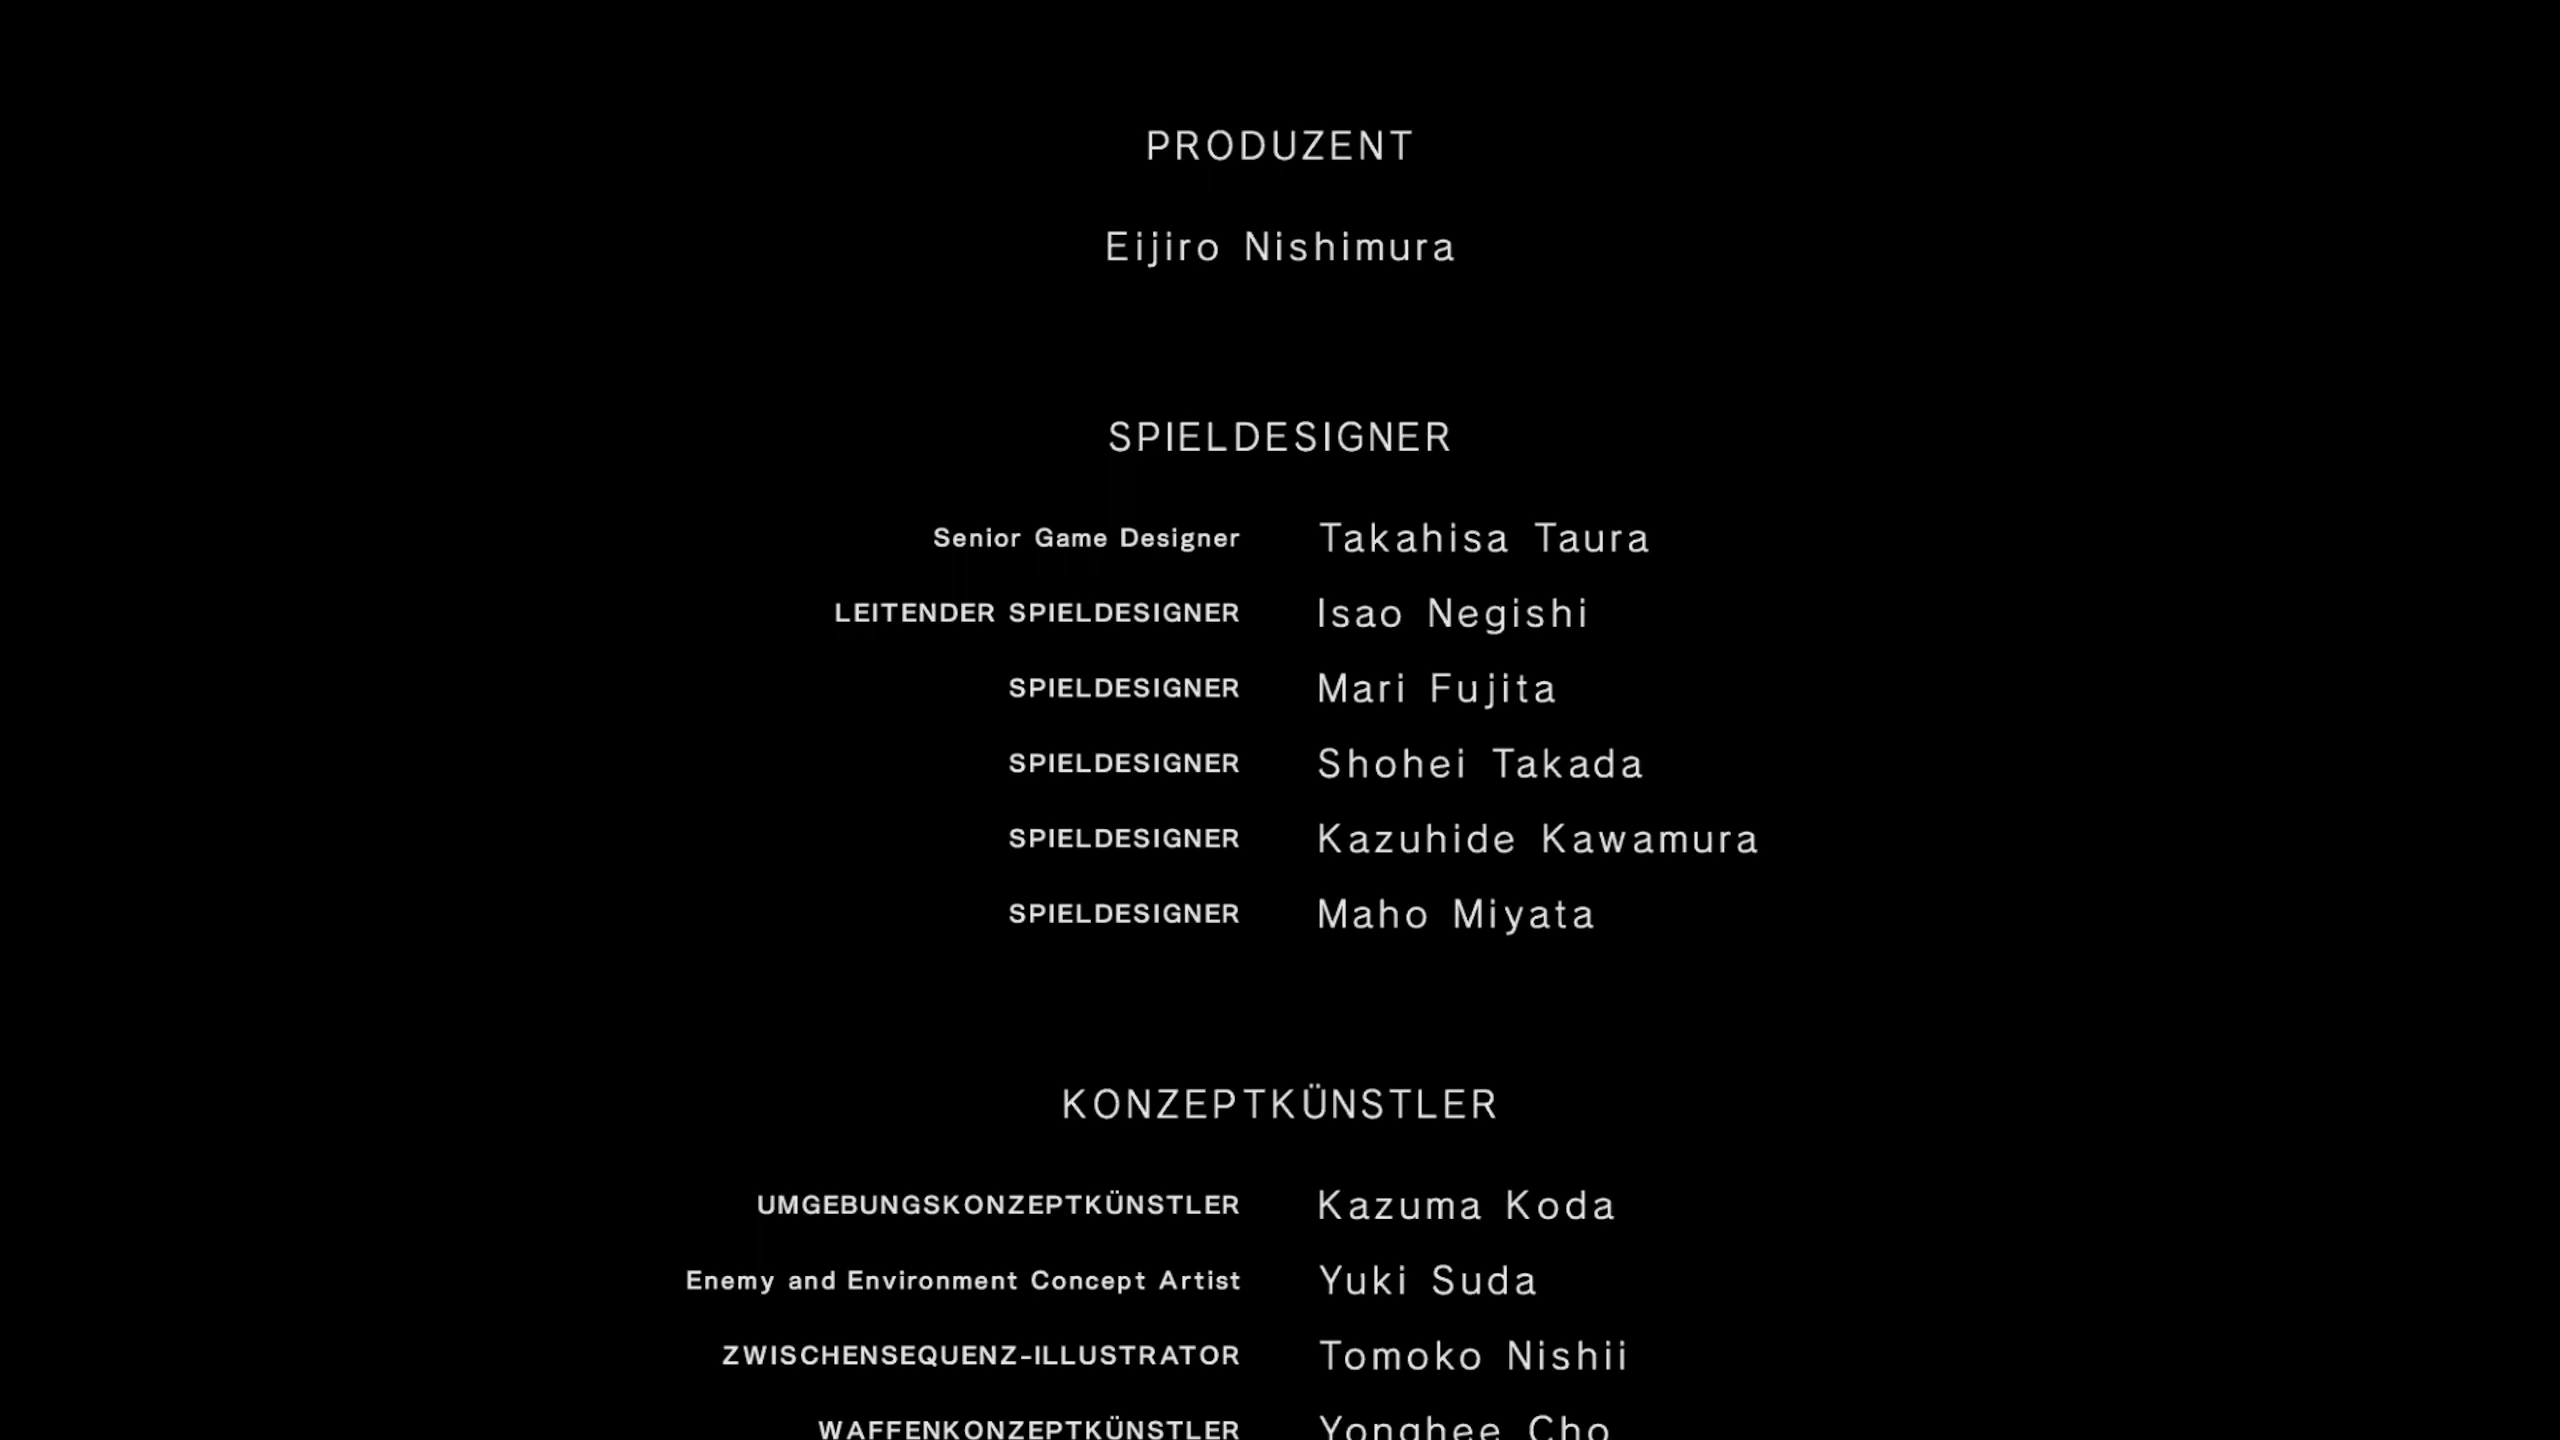 PRODUZENT
Eijiro Nishimura
SPIELDESIGNER
Senior Game Designer Takahisa Taura
LEITENDER SPIELDESIGNER Isao Negishi
SPIELDESIGNER Mari Fujita
SPIELDESIGNER Shohei Takada
SPIELDESIGNER Kazuhide Kawamura
SPIELDESIGNER Maho Miyata
KONZEPTKÜNSTLER
UMGEBUNGSKONZEPTKÜNSTLER Kazuma Koda
Enemy and Environment Concept Artist Yuki Suda
ZWISCHENSEQUENZ-ILLUSTRATOR Tomoko Nishii
WAFFENKONZEPTKÜNSTLER Yonghee Cho